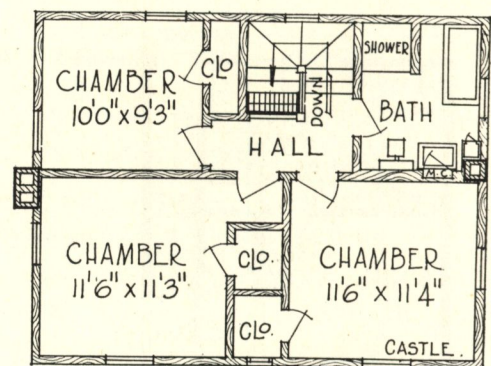 CHAMBER
10'0" x 9'3"
CLO
DOWN
SHOWER
BATH
HALL
M.C.
CHAMBER
11'6" x 11'3"
CLO.
CLO.
CHAMBER
11'6" x 11'4"
CASTLE.